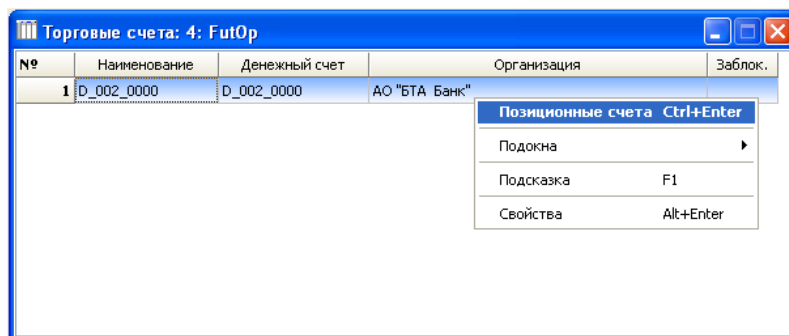 Торговые счета: 4: FutOp
№ Наименование Денежный счет Организация Заблок.
1 D_002_0000 D_002_0000 АО "БТА Банк"
Позиционные счета Ctrl+Enter
Подокна
Подсказка F1
Свойства Alt+Enter